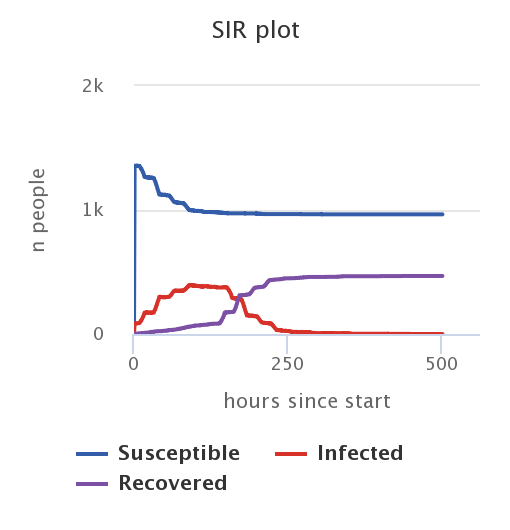 SIR plot
2k
1k
0
n people
0 250 500
hours since start
Susceptible Infected
Recovered